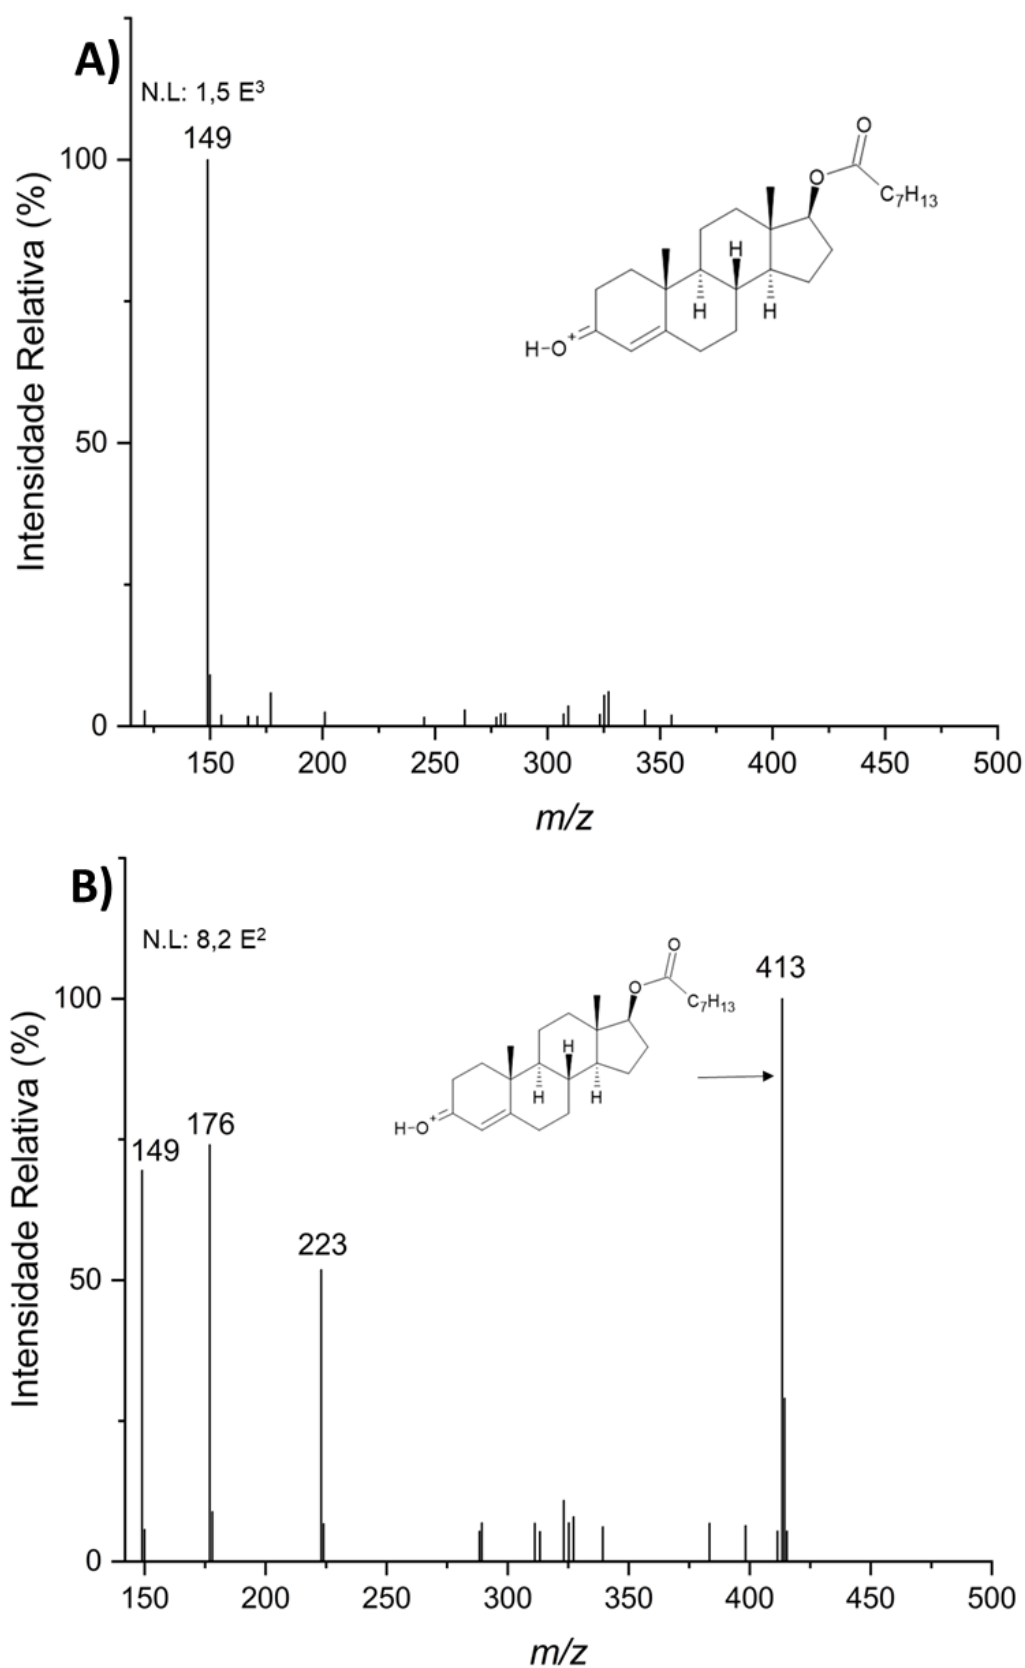 A)
N.L: 1,5 E³
149
100
50
0
Intensidade Relativa (%)
O
O
C₇H₁₃
H
H
H
H-O⁺
150 200 250 300 350 400 450 500
m/z
B)
N.L: 8,2 E²
413
100
50
0
Intensidade Relativa (%)
O
O
C₇H₁₃
H
H
H
H-O⁺
176
149
223
150 200 250 300 350 400 450 500
m/z